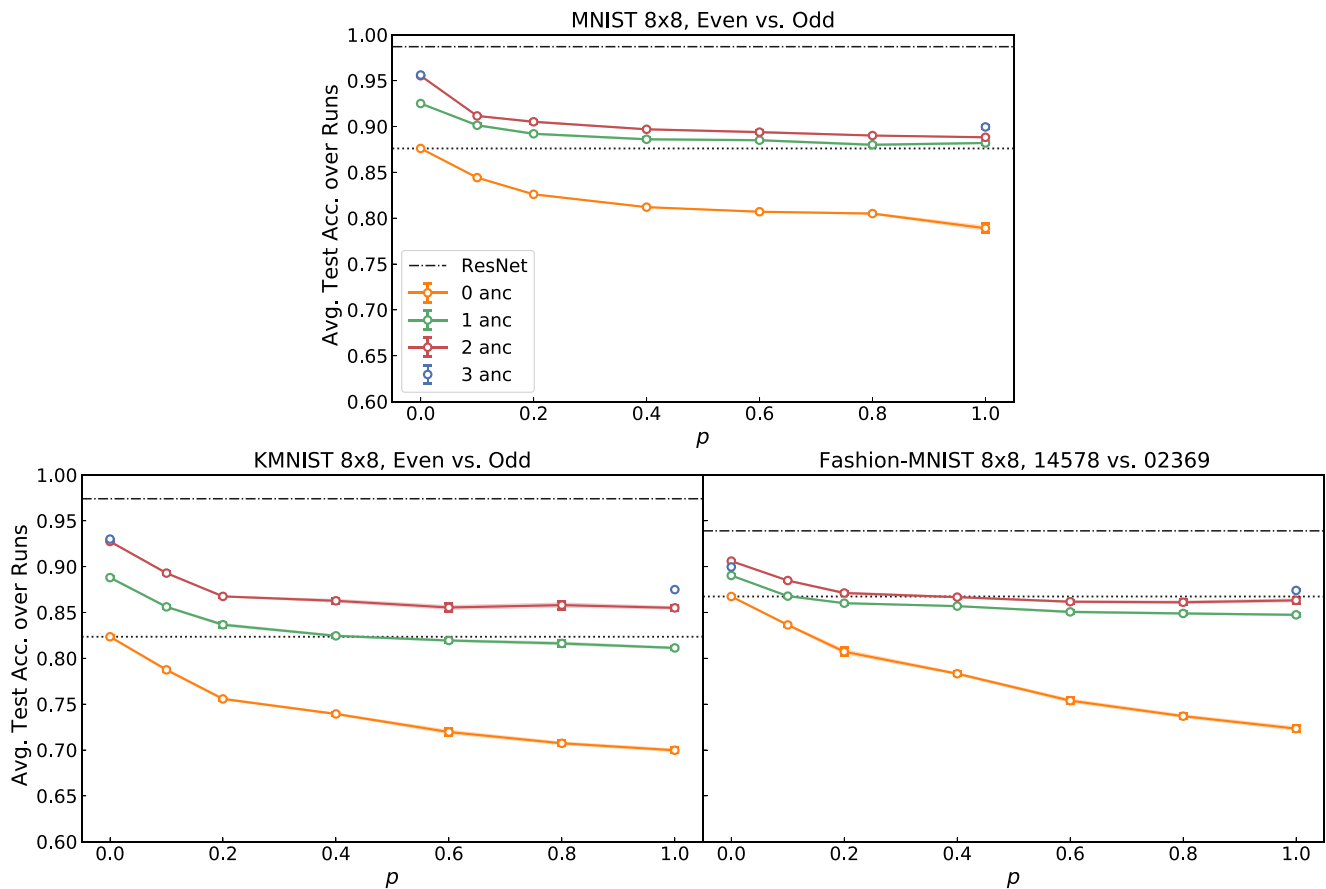 MNIST 8x8, Even vs. Odd
1.00
0.95
0.90
0.85
0.80
0.75
0.70
0.65
0.60
Avg. Test Acc. over Runs
ResNet
0 anc
1 anc
2 anc
3 anc
0.0 0.2 0.4 0.6 0.8 1.0
p
KMNIST 8x8, Even vs. Odd
1.00
0.95
0.90
0.85
0.80
0.75
0.70
0.65
0.60
Avg. Test Acc. over Runs
0.0 0.2 0.4 0.6 0.8 1.0
p
Fashion-MNIST 8x8, 14578 vs. 02369
0.0 0.2 0.4 0.6 0.8 1.0
p